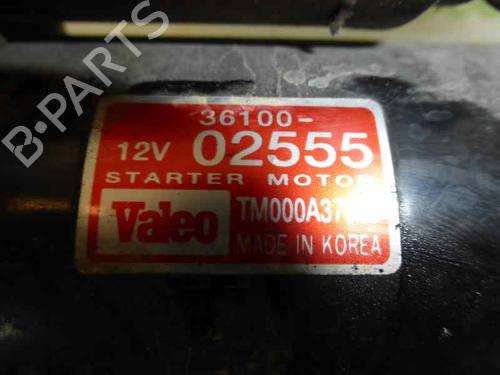 36100-
12V 02555
STARTER MOTOR
Valeo
MADE IN KOREA
B-PARTS